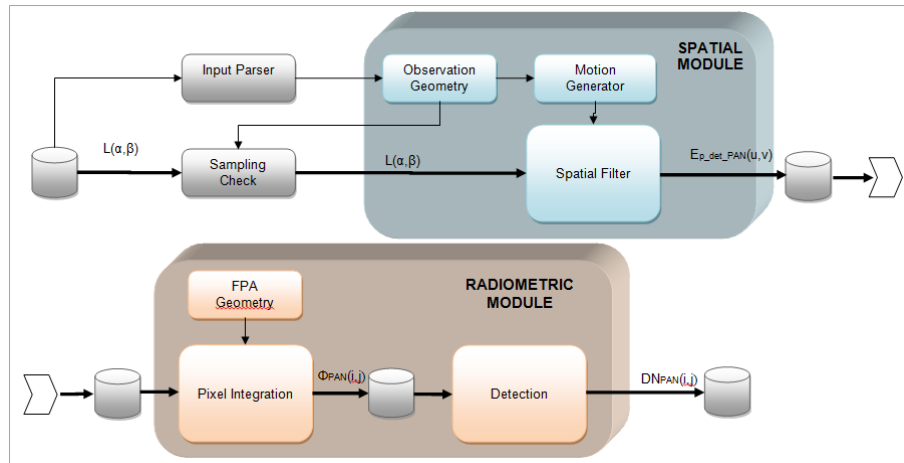 SPATIAL
MODULE
Input Parser
Observation
Geometry
Motion
Generator
L(α,β)
Sampling
Check
L(α,β)
Spatial Filter
Ep_det_PAN(u,v)
FPA
Geometry
RADIOMETRIC
MODULE
Pixel Integration
ΦPAN(i,j)
Detection
DNPAN(i,j)